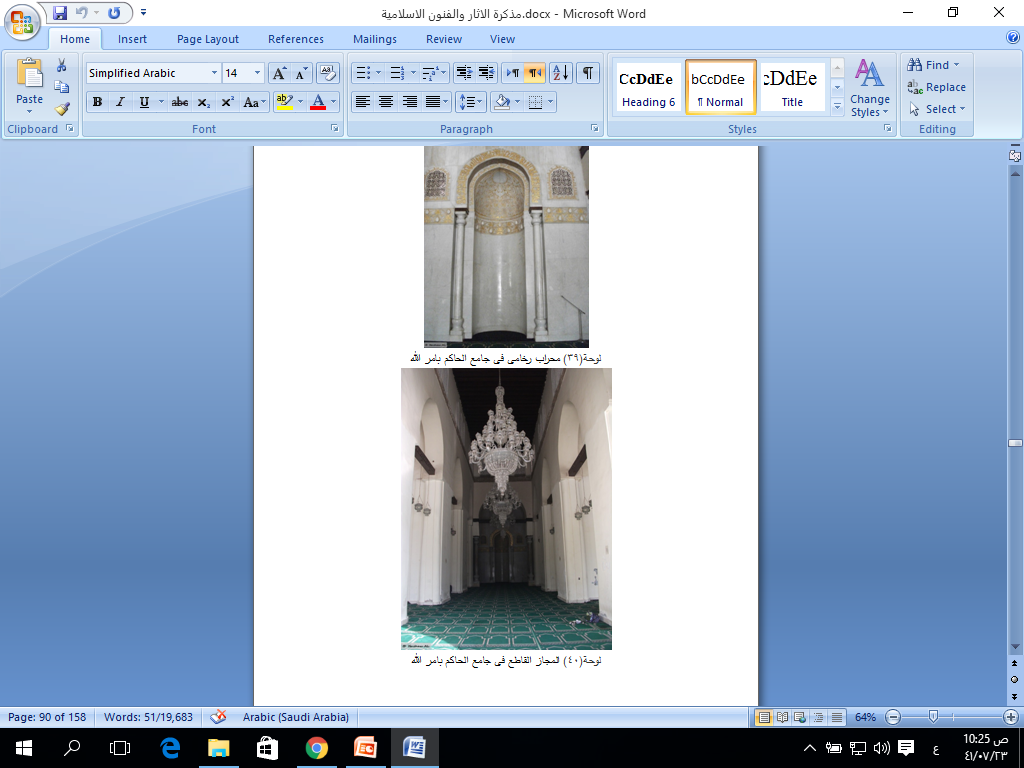 مذكرة الاثار والفنون الاسلامية.docx - Microsoft Word
Home Insert Page Layout References Mailings Review View
Paste
Simplified Arabic 14
Clipboard Font Paragraph Styles Editing
CcDdEe bCcDdEe cDdEe
Heading 6 ¶ Normal Title
Change Styles
Find
Replace
Select
لوحة(٣٩) محراب رخامى فى جامع الحاكم بامر الله
لوحة(٤٠) المجاز القاطع فى جامع الحاكم بامر الله
Page: 90 of 158 Words: 51/19,683 Arabic (Saudi Arabia) 64%
ع
10:25 ص
٤١/٠٧/٢٣